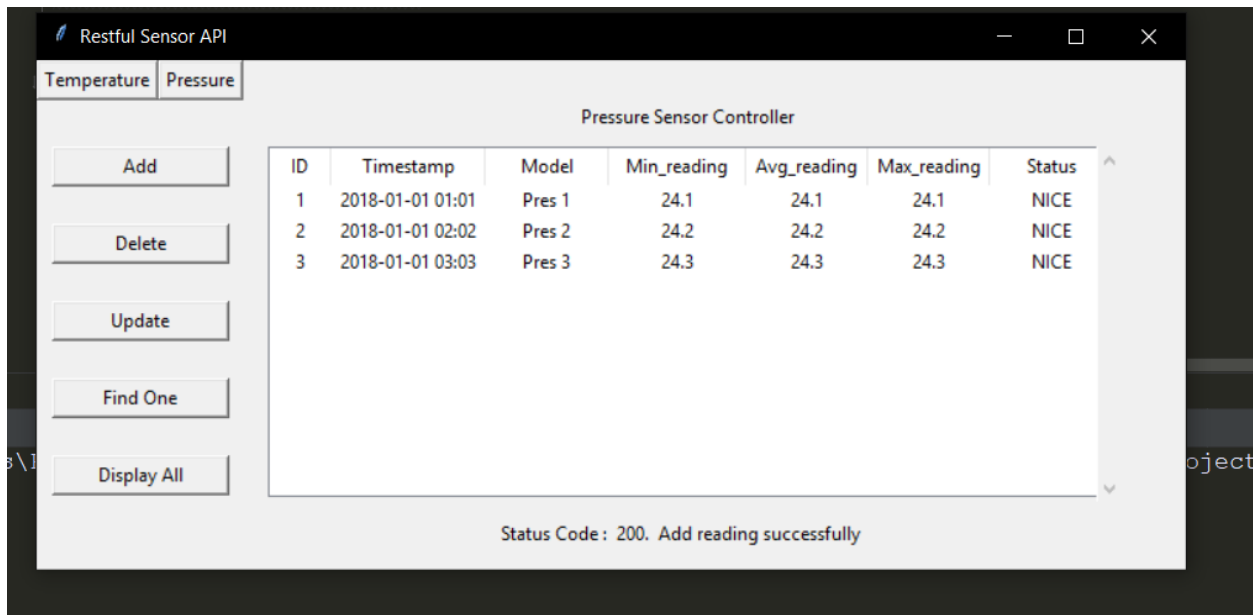 Restful Sensor API
Temperature Pressure
Pressure Sensor Controller
Add
Delete
Update
Find One
Display All
ID Timestamp Model Min_reading Avg_reading Max_reading Status
1 2018-01-01 01:01 Pres 1 24.1 24.1 24.1 NICE
2 2018-01-01 02:02 Pres 2 24.2 24.2 24.2 NICE
3 2018-01-01 03:03 Pres 3 24.3 24.3 24.3 NICE
s\
oject
Status Code : 200. Add reading successfully